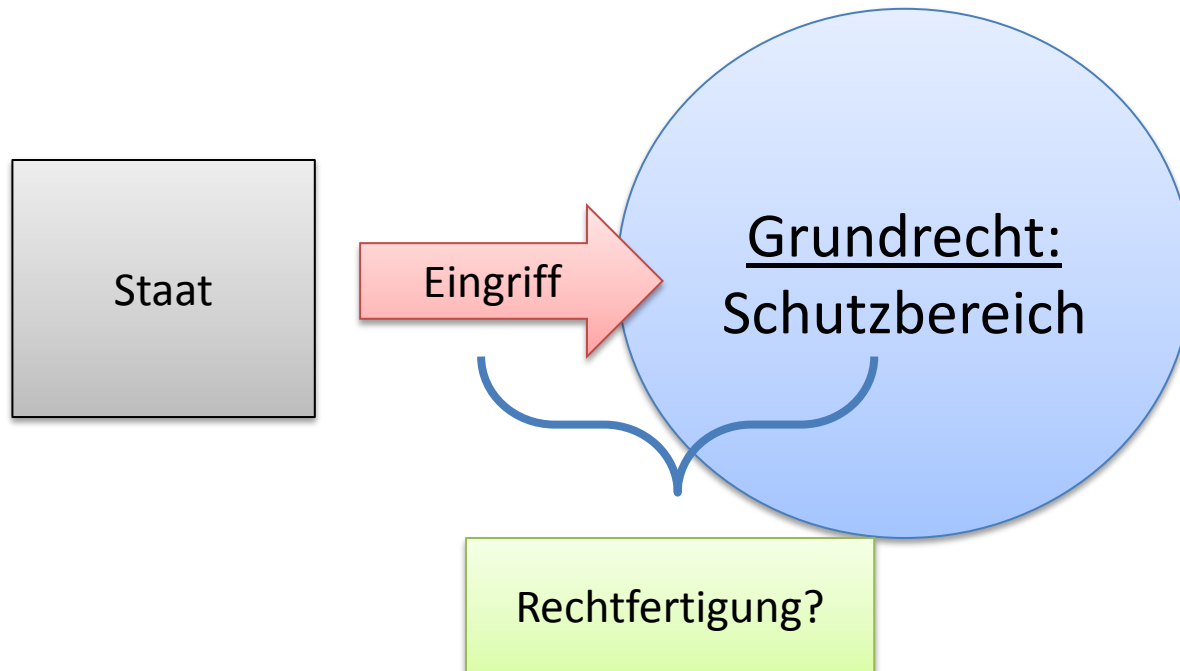 Staat
Eingriff
Grundrecht:
Schutzbereich
Rechtfertigung?